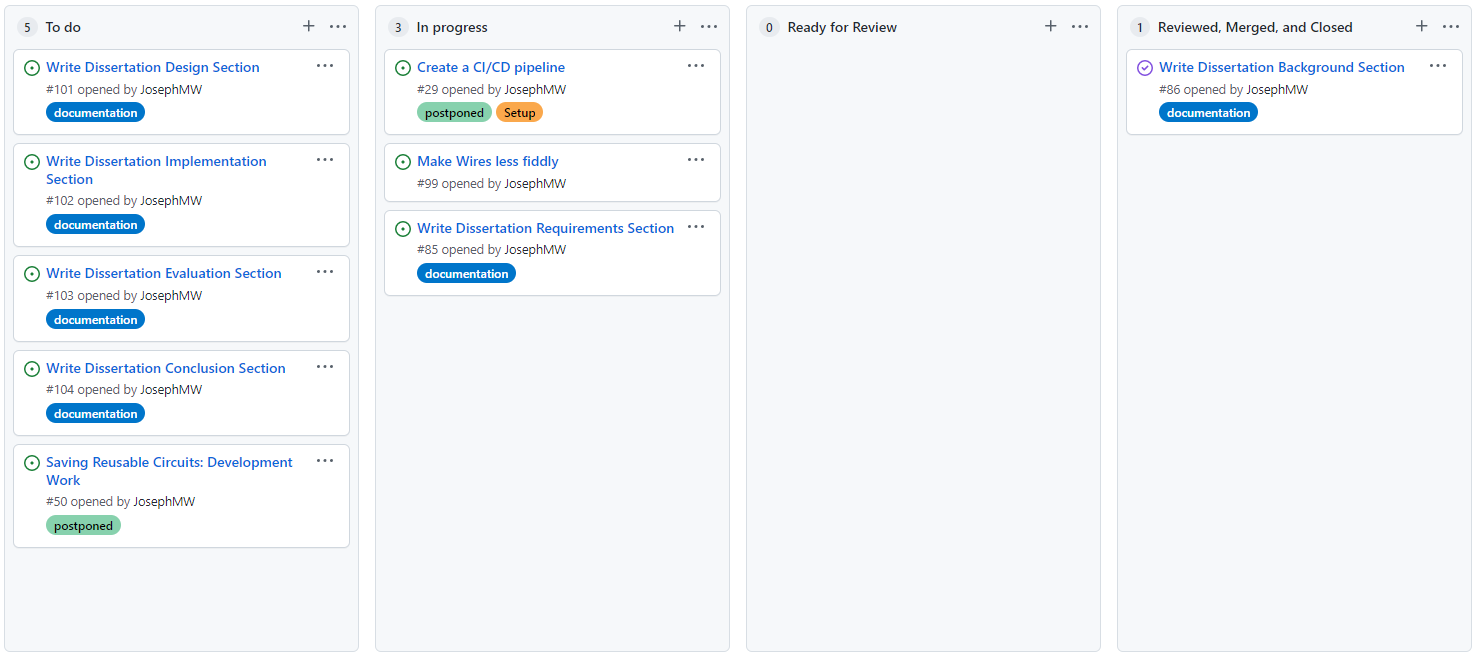 5 To do
Write Dissertation Design Section
#101 opened by JosephMW
documentation
Write Dissertation Implementation
Section
#102 opened by JosephMW
documentation
Write Dissertation Evaluation Section
#103 opened by JosephMW
documentation
Write Dissertation Conclusion Section
#104 opened by JosephMW
documentation
Saving Reusable Circuits: Development
Work
#50 opened by JosephMW
postponed
3 In progress
Create a CI/CD pipeline
#29 opened by JosephMW
postponed Setup
Make Wires less fiddly
#99 opened by JosephMW
Write Dissertation Requirements Section
#85 opened by JosephMW
documentation
0 Ready for Review
1 Reviewed, Merged, and Closed
Write Dissertation Background Section
#86 opened by JosephMW
documentation